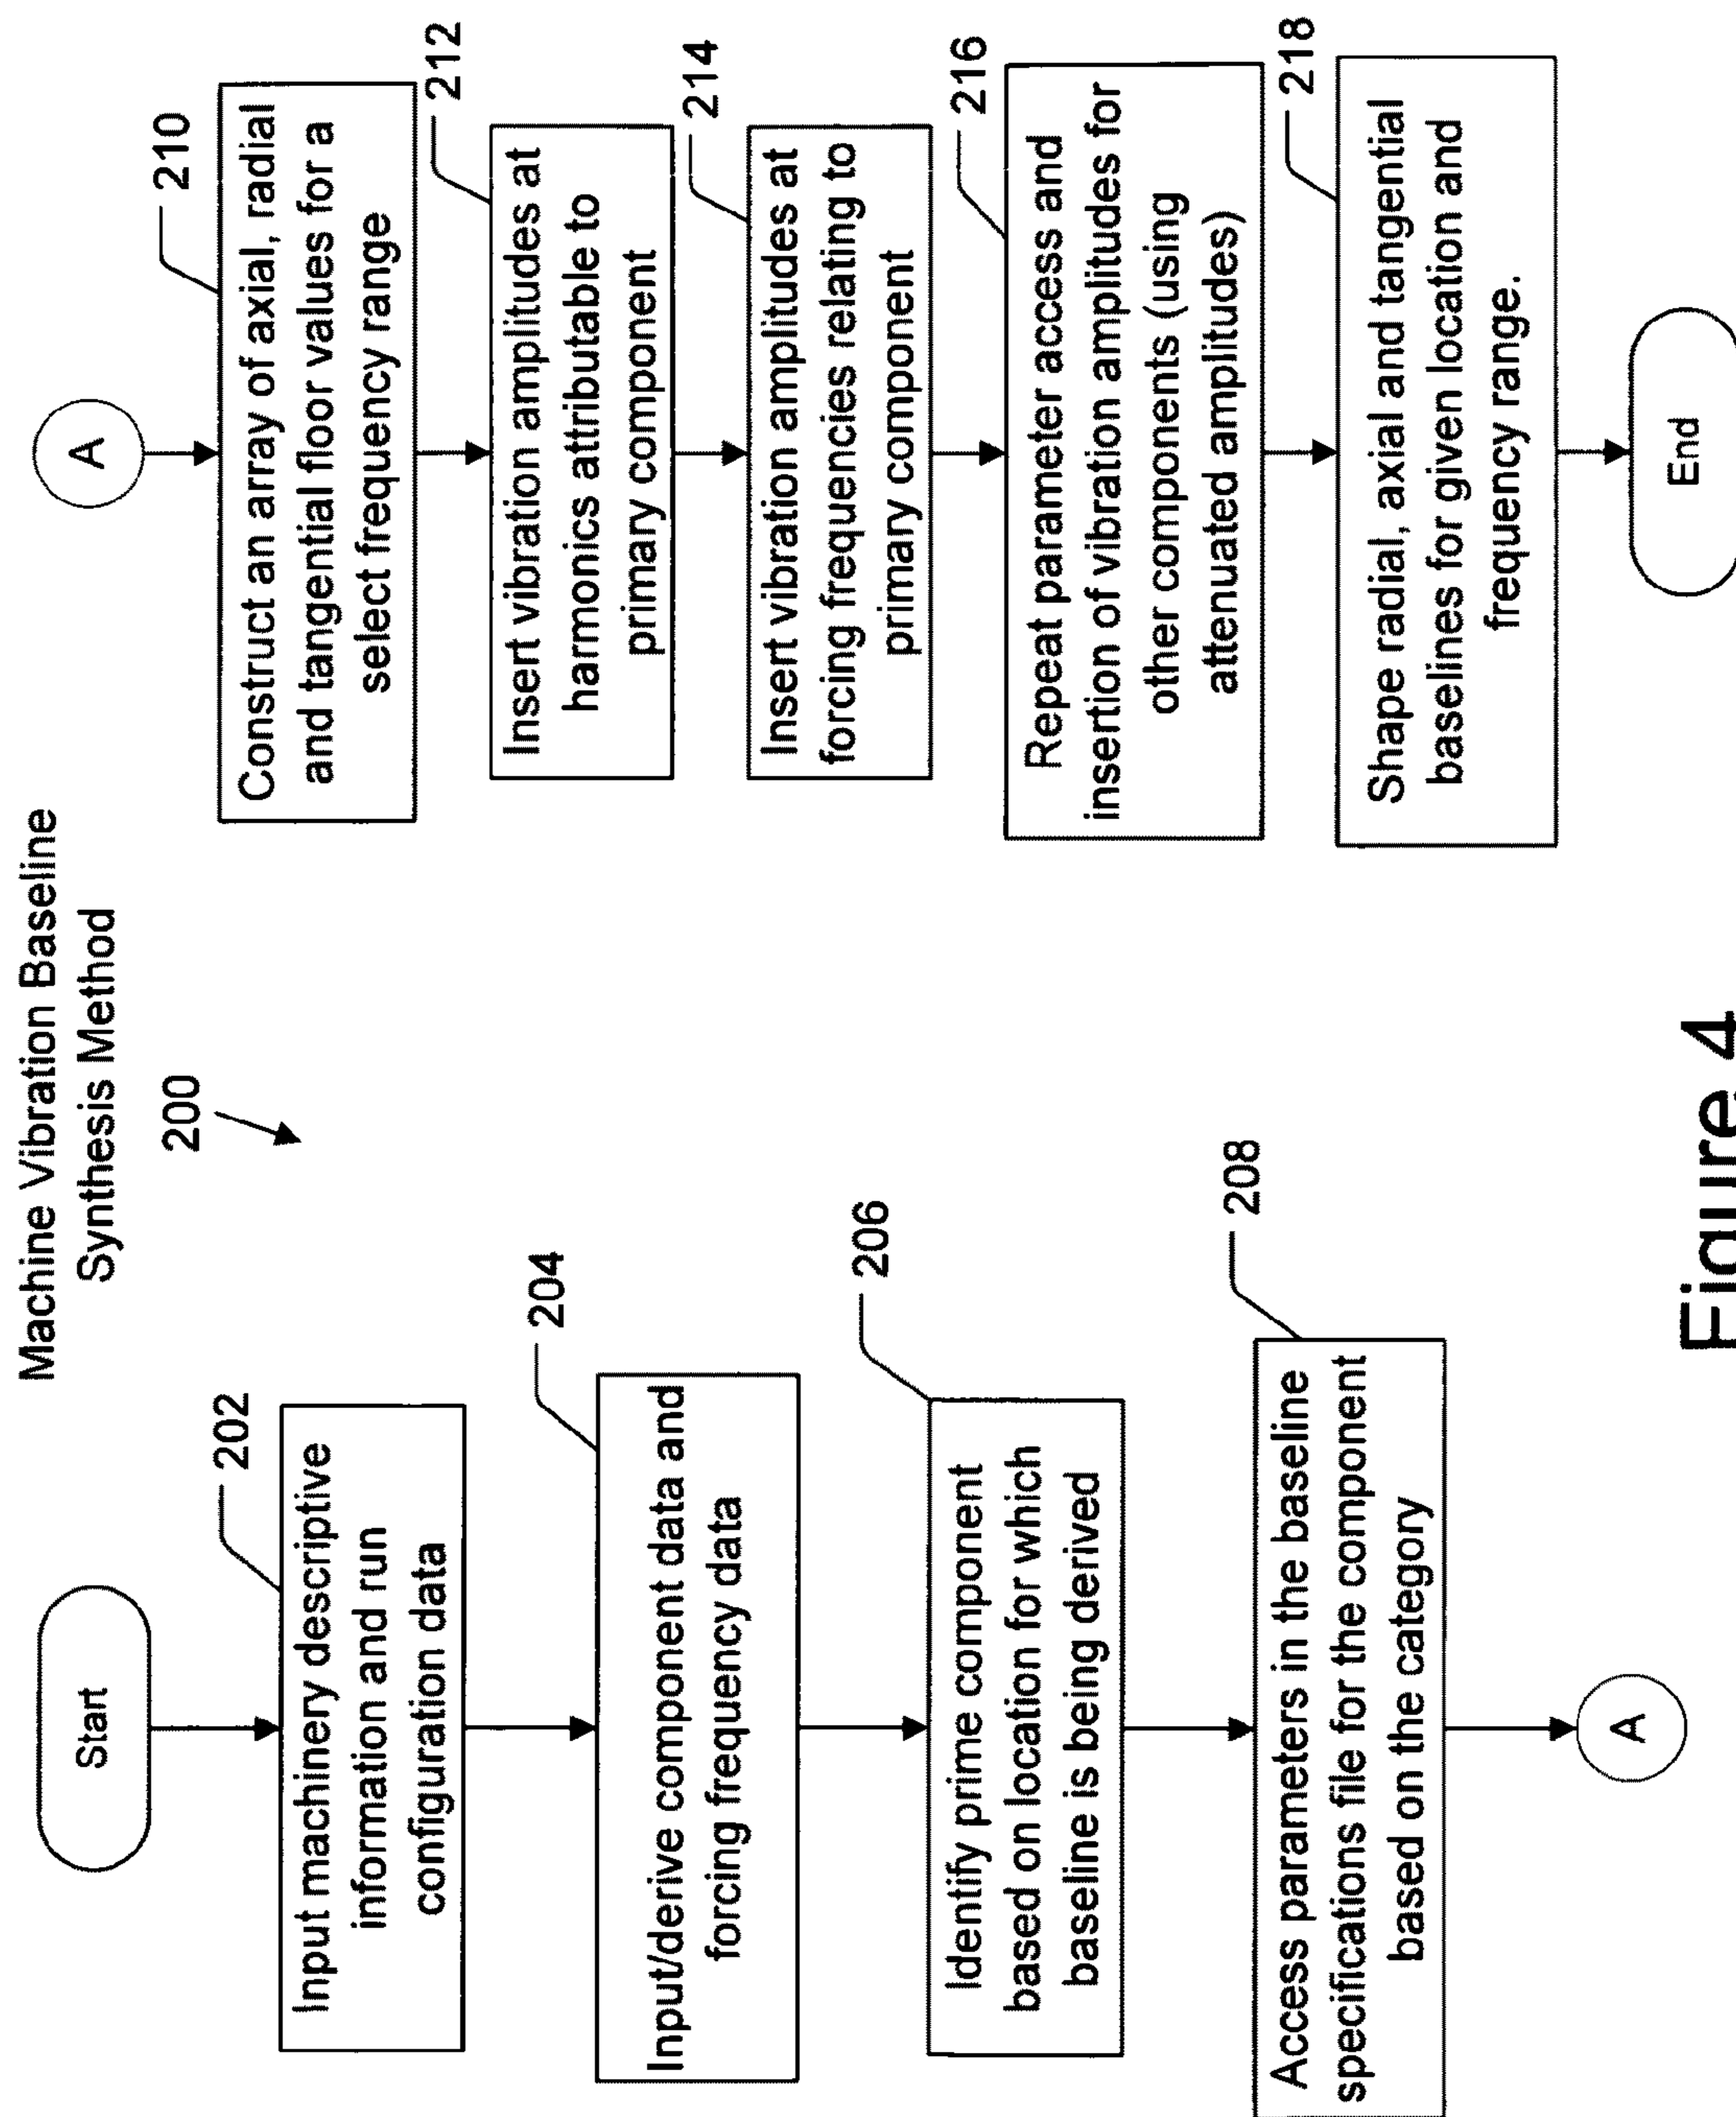 Machine Vibration Baseline
Synthesis Method
200
Start
202
Input machinery descriptive
information and run
configuration data
204
Input/derive component data and
forcing frequency data
206
Identify prime component
based on location for which
baseline is being derived
208
Access parameters in the baseline
specifications file for the component
based on the category
A
A
210
Construct an array of axial, radial
and tangential floor values for a
select frequency range
212
Insert vibration amplitudes at
harmonics attributable to
primary component
214
Insert vibration amplitudes at
forcing frequencies relating to
primary component
216
Repeat parameter access and
insertion of vibration amplitudes for
other components (using
attenuated amplitudes)
218
Shape radial, axial and tangential
baselines for given location and
frequency range.
End
Figure 4